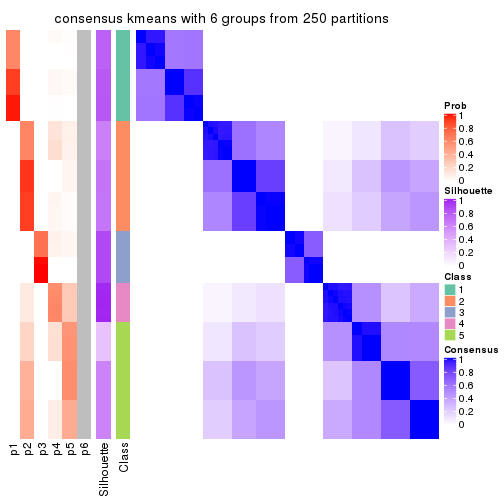 consensus kmeans with 6 groups from 250 partitions
Prob
1
0.8
0.6
0.4
0.2
0
Silhouette
1
0.8
0.6
0.4
0.2
0
Class
1
2
3
4
5
Consensus
1
0.8
0.6
0.4
0.2
0
p1
p2
p3
p4
p5
p6
Silhouette
Class